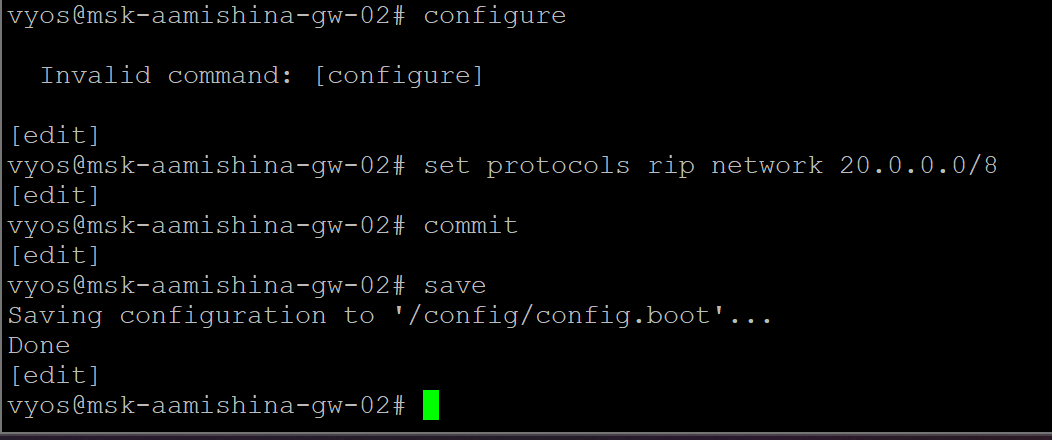 vyos@msk-aamishina-gw-02# configure
Invalid command: [configure]
[edit]
vyos@msk-aamishina-gw-02# set protocols rip network 20.0.0.0/8
[edit]
vyos@msk-aamishina-gw-02# commit
[edit]
vyos@msk-aamishina-gw-02# save
Saving configuration to '/config/config.boot'...
Done
[edit]
vyos@msk-aamishina-gw-02#